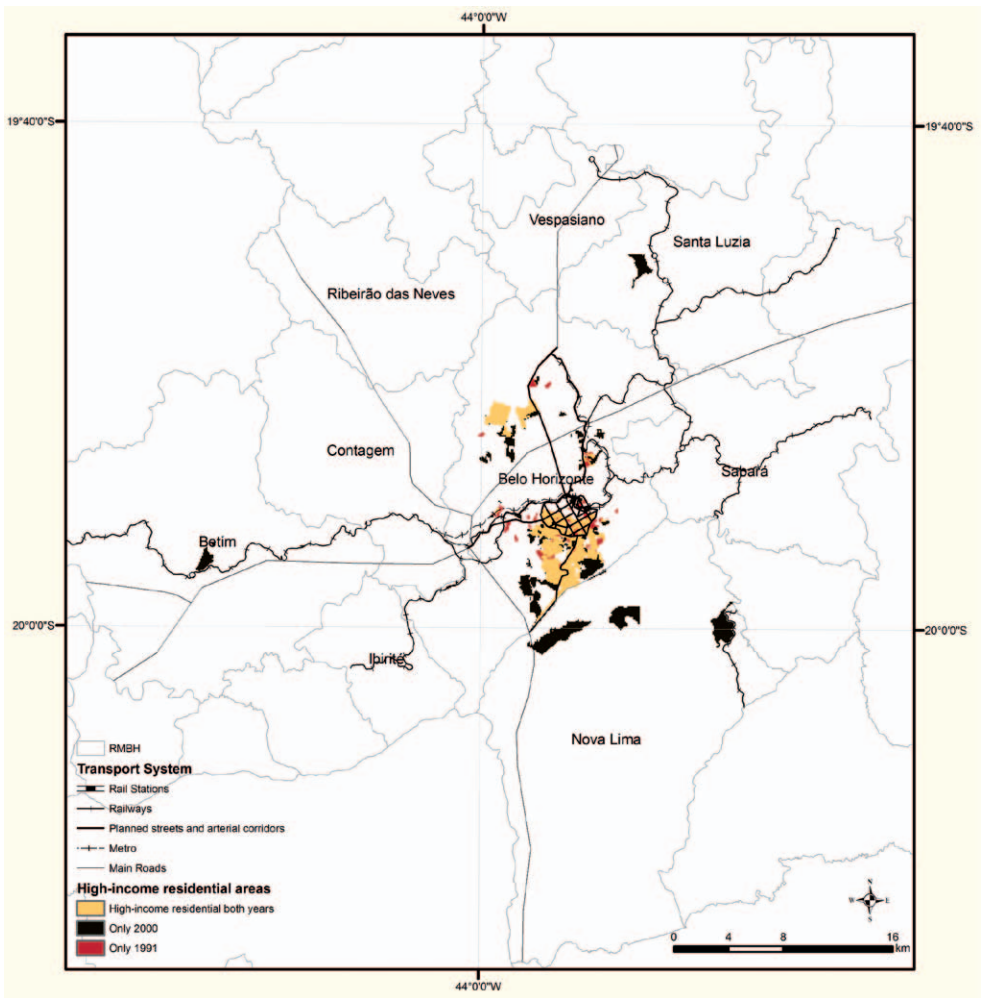 44°0'0"W
19°40'0"S
19°40'0"S
Vespasiano
Santa Luzia
Ribeirão das Neves
Contagem
Belo Horizonte
Sabará
Betim
20°0'0"S
20°0'0"S
Ibirité
Nova Lima
RMBH
Transport System
Rail Stations
Railways
Planned streets and arterial corridors
Metro
Main Roads
High-income residential areas
High-income residential both years
Only 2000
Only 1991
N
W E
S
0 4 8 16
km
44°0'0"W